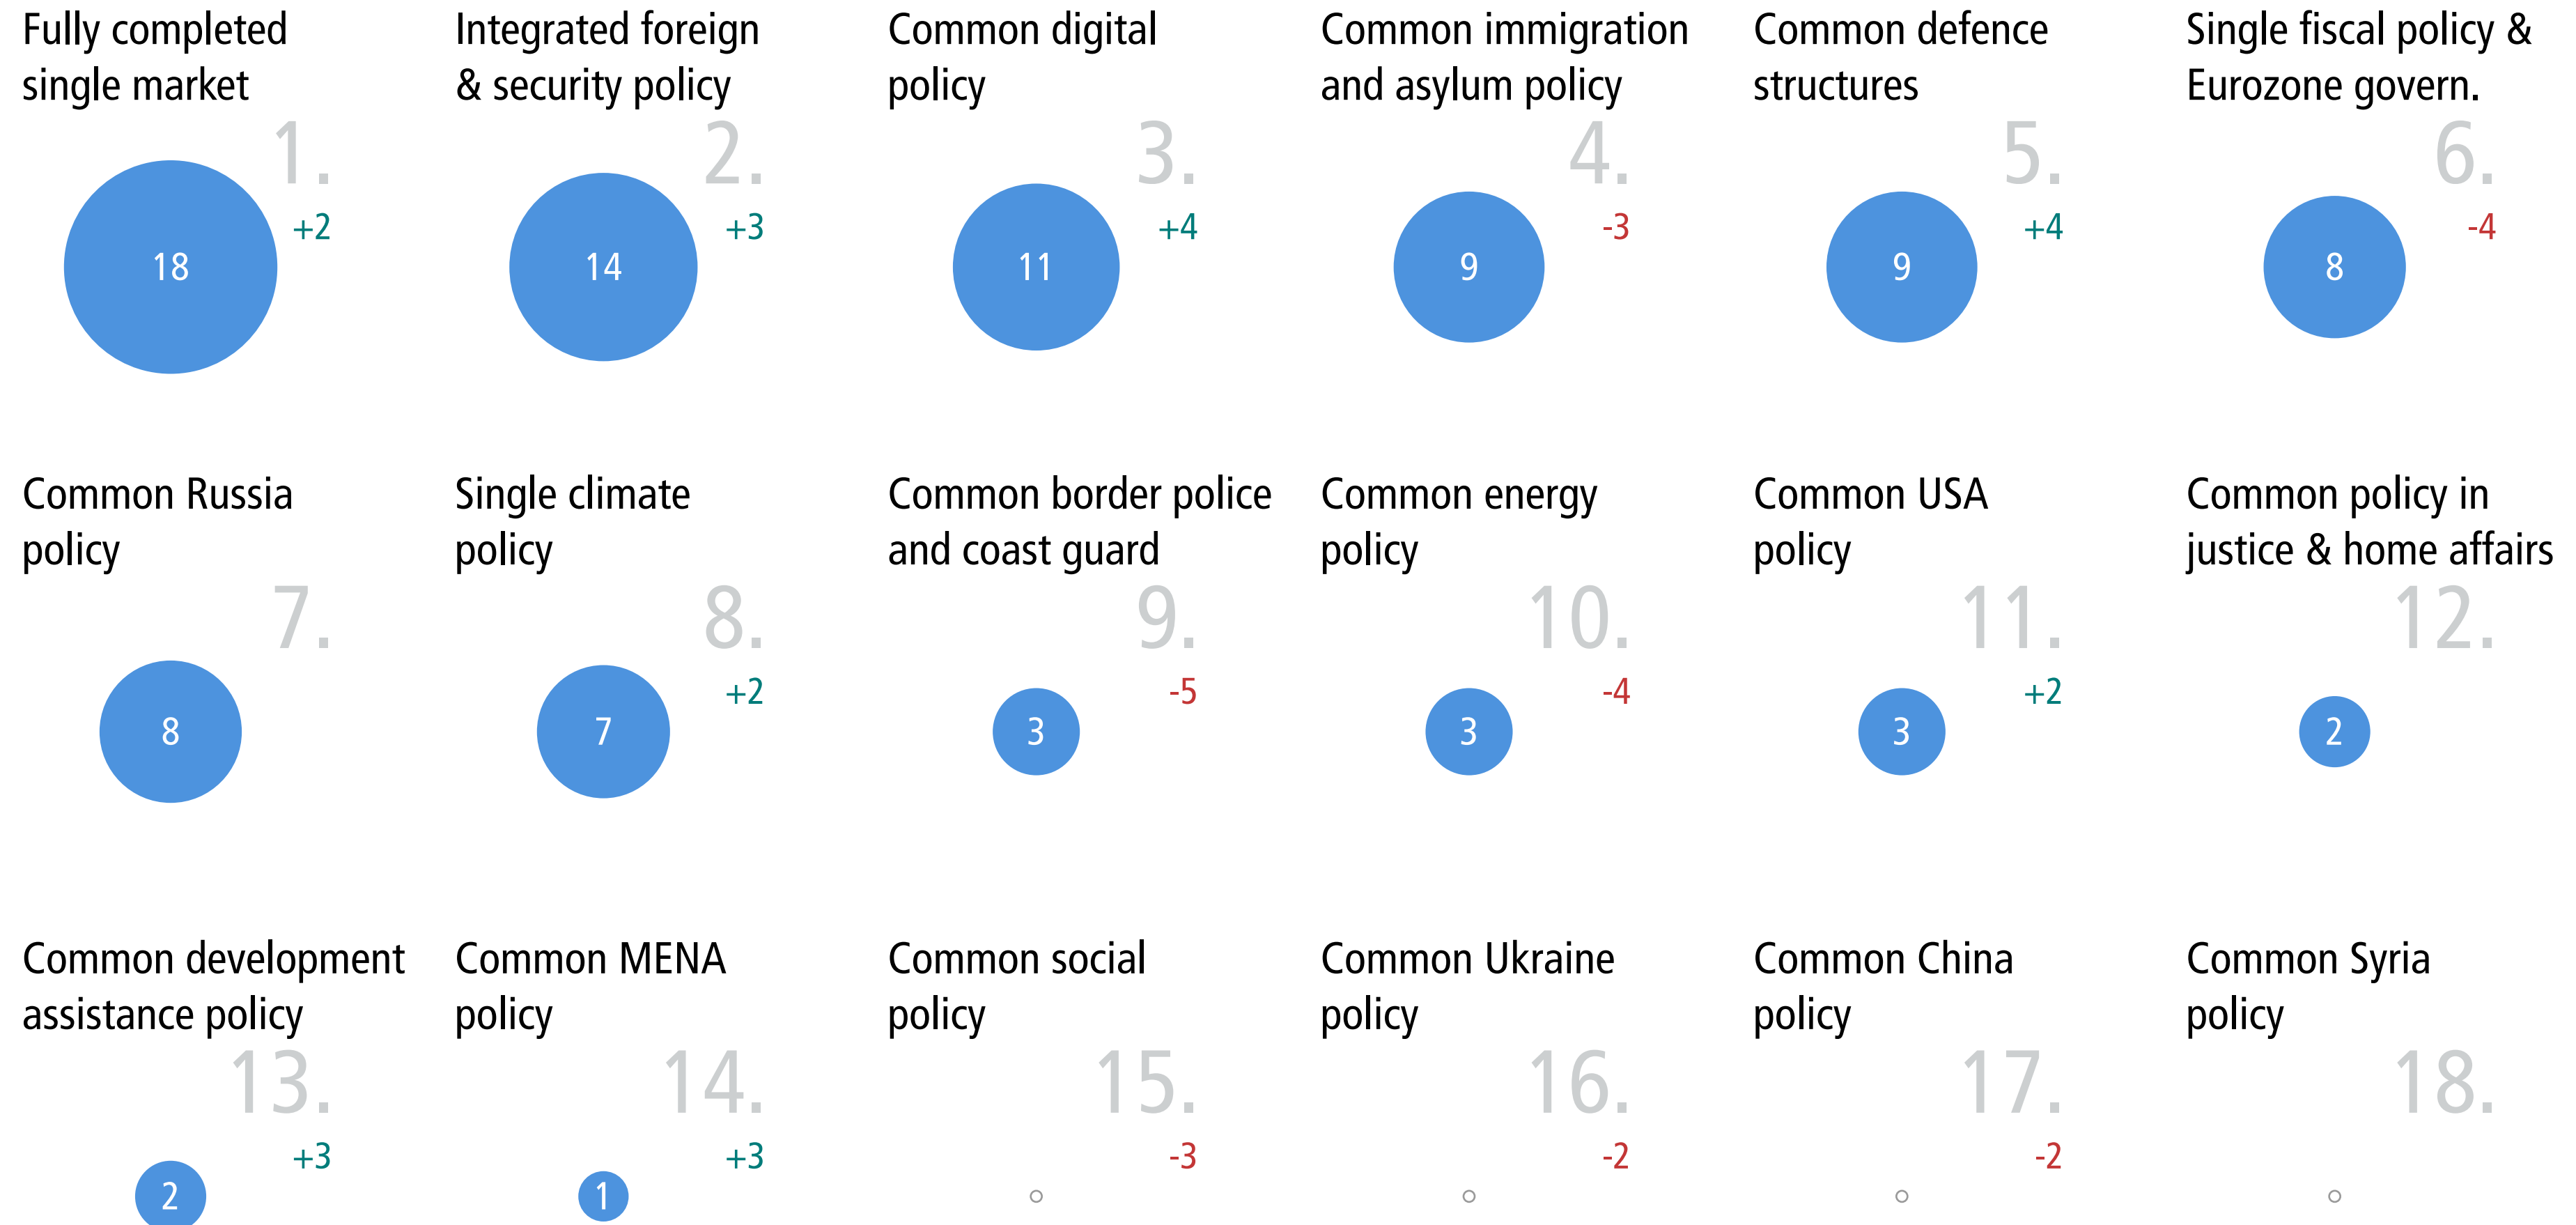 Fully completed
single market
1.
+2
18
Integrated foreign
& security policy
2.
+3
14
Common digital
policy
3.
+4
11
Common immigration
and asylum policy
4.
-3
9
Common defence
structures
5.
+4
9
Single fiscal policy &
Eurozone govern.
6.
-4
8
Common Russia
policy
7.
8
Single climate
policy
8.
+2
7
Common border police
and coast guard
9.
-5
3
Common energy
policy
10.
-4
3
Common USA
policy
11.
+2
3
Common policy in
justice & home affairs
12.
2
Common development
assistance policy
13.
+3
2
Common MENA
policy
14.
+3
1
Common social
policy
15.
-3
Common Ukraine
policy
16.
-2
Common China
policy
17.
-2
Common Syria
policy
18.